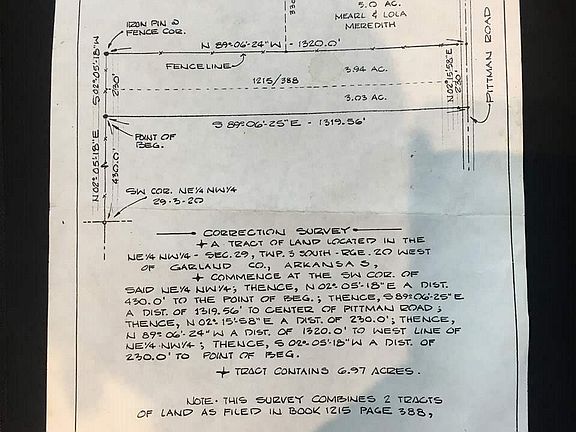 5.0 AC.
MEARL & LOLA
MEREDITH
330
IRON PIN @
FENCE COR.
N 89°-06'-24"W - 1320.0'
FENCELINE
3.94 AC.
1215/388
3.03 AC.
S 89°-06'-25"E - 1319.56'
S 02°-05'-18"W
230'
N 02°-15'-58"E
230'
PITTMAN ROAD
POINT OF
BEG.
N 02°-05'-18"E
430.0'
SW COR. NE¼ NW¼
29-3-20
CORRECTION SURVEY
A TRACT OF LAND LOCATED IN THE
NE¼ NW¼ - SEC. 29, TWP. 3 SOUTH - RGE. 20 WEST
OF GARLAND CO., ARKANSAS,
COMMENCE AT THE SW COR. OF
SAID NE¼ NW¼; THENCE, N 02°-05'-18"E A DIST.
430.0' TO THE POINT OF BEG.; THENCE, S 89°-06'-25"E
A DIST. OF 1319.56' TO CENTER OF PITTMAN ROAD;
THENCE, N 02°-15'-58"E A DIST. OF 230.0'; THENCE,
N 89°-06'-24"W A DIST. OF 1320.0' TO WEST LINE OF
NE¼ NW¼; THENCE, S 02°-05'-18"W A DIST. OF
230.0' TO POINT OF BEG.
TRACT CONTAINS 6.97 ACRES.
NOTE: THIS SURVEY COMBINES 2 TRACTS
OF LAND AS FILED IN BOOK 1215 PAGE 388,